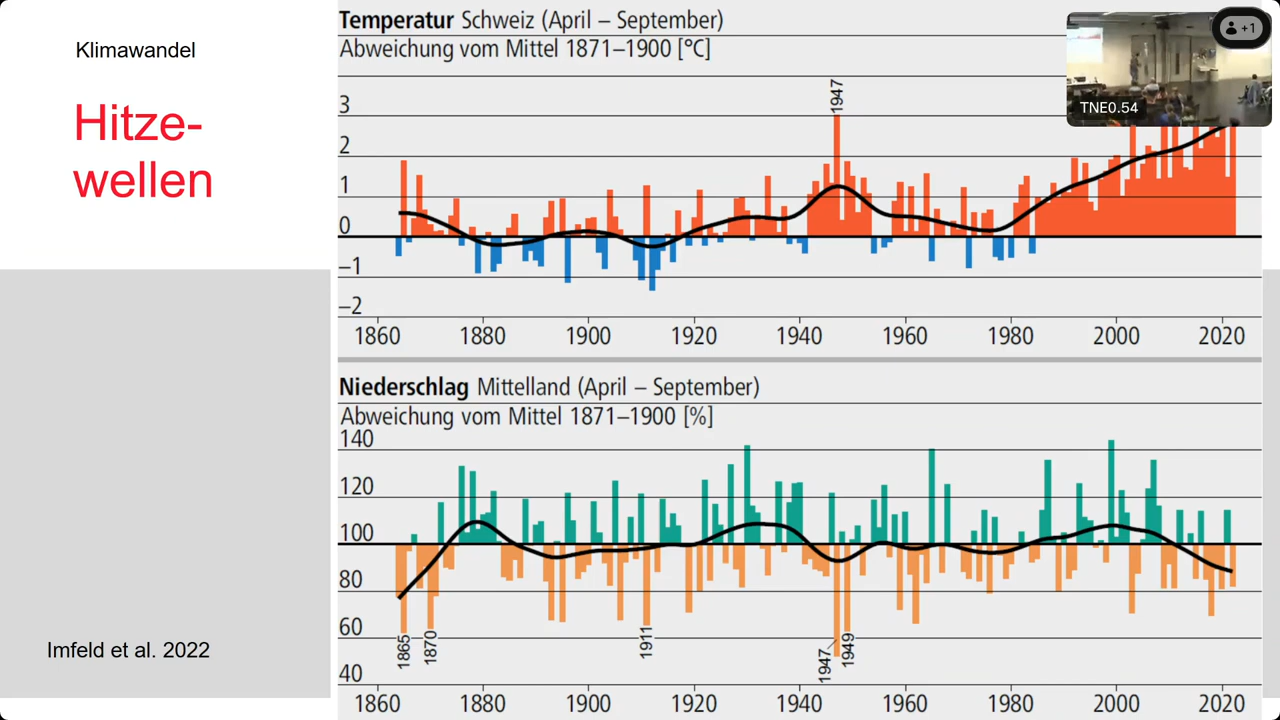 Klimawandel
Hitze-
wellen
Imfeld et al. 2022
Temperatur Schweiz (April – September)
Abweichung vom Mittel 1871–1900 [°C]
3
2
1
0
–1
–2
1947
1860 1880 1900 1920 1940 1960 1980 2000 2020
Niederschlag Mittelland (April – September)
Abweichung vom Mittel 1871–1900 [%]
140
120
100
80
60
40
1865 1870 1911 1947 1949
1860 1880 1900 1920 1940 1960 1980 2000 2020
+1
TNE0.54